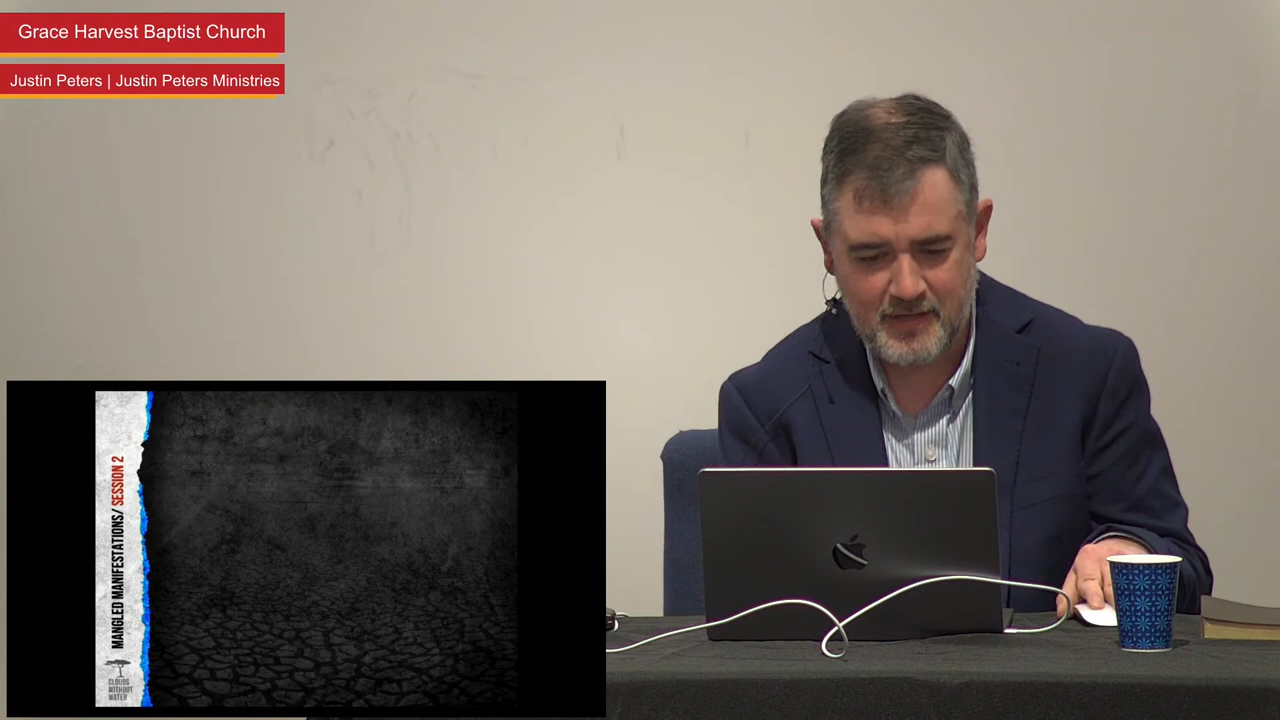 Grace Harvest Baptist Church
Justin Peters | Justin Peters Ministries
MANGLED MANIFESTATIONS/ SESSION 2
CLOUDS
WITHOUT
WATER